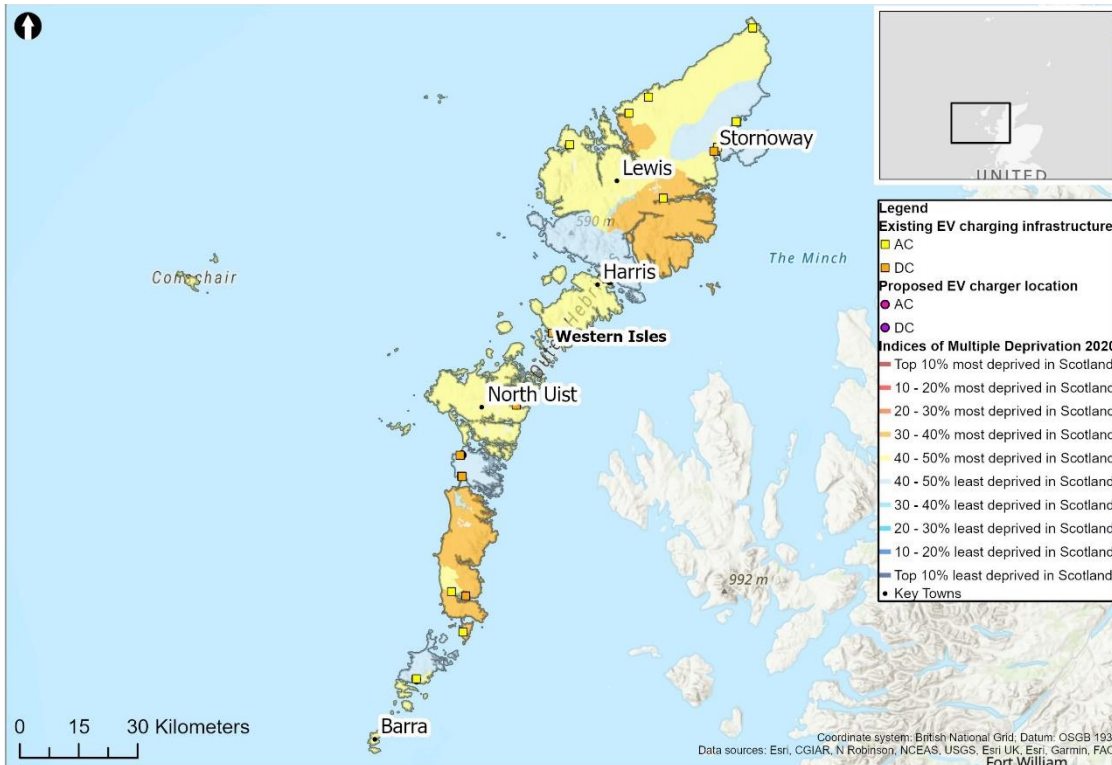 UNITED
Stornoway
Lewis
590 m
The Minch
Harris
Western Isles
North Uist
992 m
Barra
0 15 30 Kilometers
Legend
Existing EV charging infrastructure
AC
DC
Proposed EV charger location
AC
DC
Indices of Multiple Deprivation 2020
Top 10% most deprived in Scotland
10 - 20% most deprived in Scotland
20 - 30% most deprived in Scotland
30 - 40% most deprived in Scotland
40 - 50% most deprived in Scotland
40 - 50% least deprived in Scotland
30 - 40% least deprived in Scotland
20 - 30% least deprived in Scotland
10 - 20% least deprived in Scotland
Top 10% least deprived in Scotland
Key Towns
Coordinate system: British National Grid; Datum: OSGB 193
Data sources: Esri, CGIAR, N Robinson, NCEAS, USGS, Esri UK, Esri, Garmin, FAO
Fort William